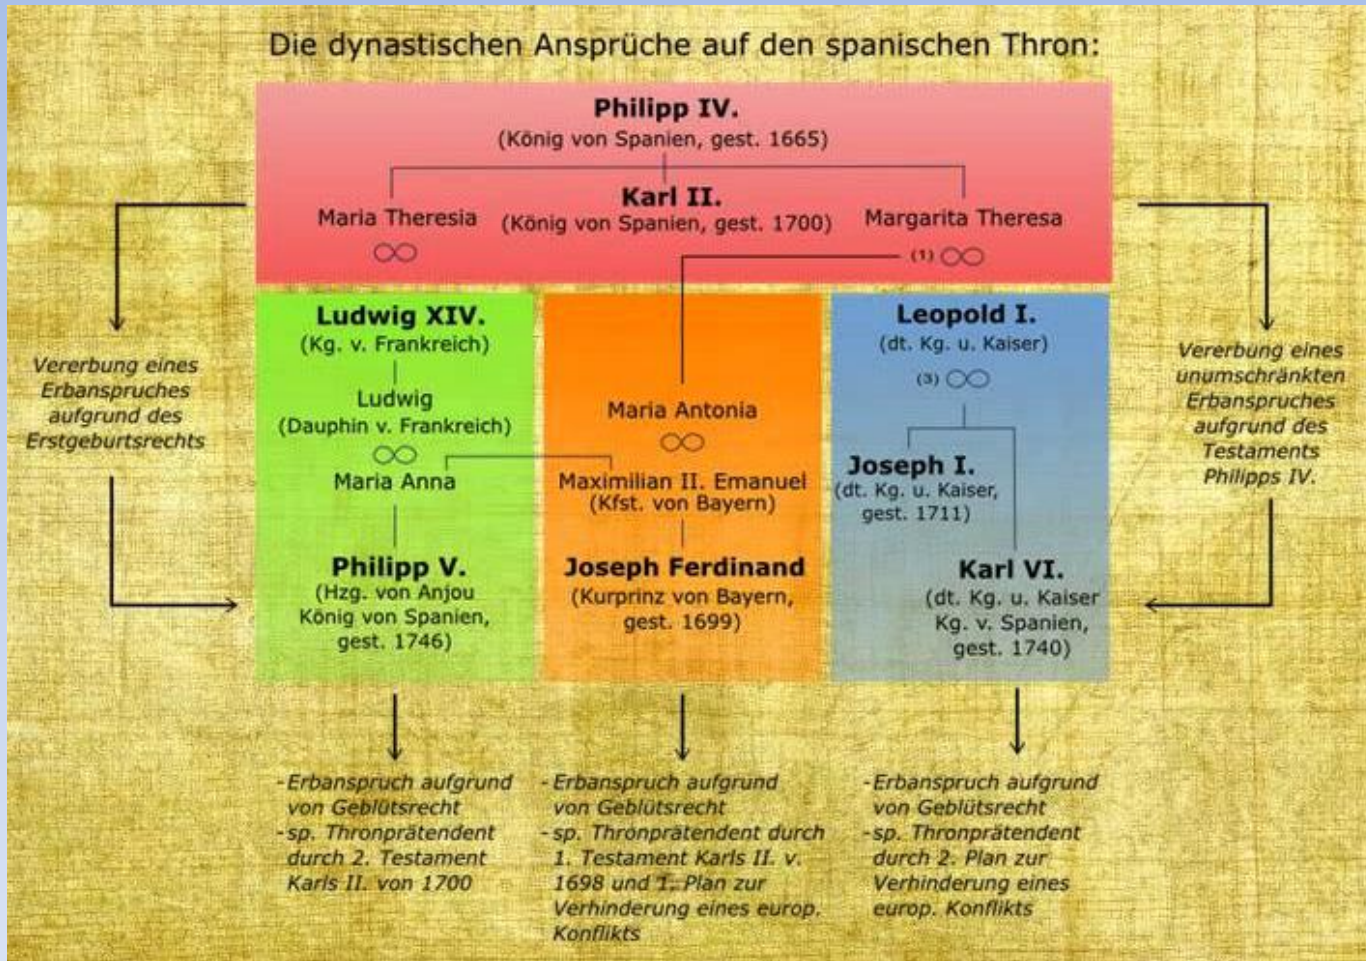 Die dynastischen Ansprüche auf den spanischen Thron:
Philipp IV.
(König von Spanien, gest. 1665)
Maria Theresia
Karl II.
(König von Spanien, gest. 1700)
Margarita Theresa
(1)
Vererbung eines
Erbanspruches
aufgrund des
Erstgeburtsrechts
Ludwig XIV.
(Kg. v. Frankreich)
Ludwig
(Dauphin v. Frankreich)
Maria Anna
Philipp V.
(Hzg. von Anjou
König von Spanien,
gest. 1746)
Maria Antonia
Maximilian II. Emanuel
(Kfst. von Bayern)
Joseph Ferdinand
(Kurprinz von Bayern,
gest. 1699)
Leopold I.
(dt. Kg. u. Kaiser)
(3)
Joseph I.
(dt. Kg. u. Kaiser,
gest. 1711)
Karl VI.
(dt. Kg. u. Kaiser
Kg. v. Spanien,
gest. 1740)
Vererbung eines
unumschränkten
Erbanspruches
aufgrund des
Testaments
Philipps IV.
-Erbanspruch aufgrund
von Geblütsrecht
-sp. Thronprätendent
durch 2. Testament
Karls II. von 1700
-Erbanspruch aufgrund
von Geblütsrecht
-sp. Thronprätendent durch
1. Testament Karls II. v.
1698 und 1. Plan zur
Verhinderung eines europ.
Konflikts
-Erbanspruch aufgrund
von Geblütsrecht
-sp. Thronprätendent
durch 2. Plan zur
Verhinderung eines
europ. Konflikts